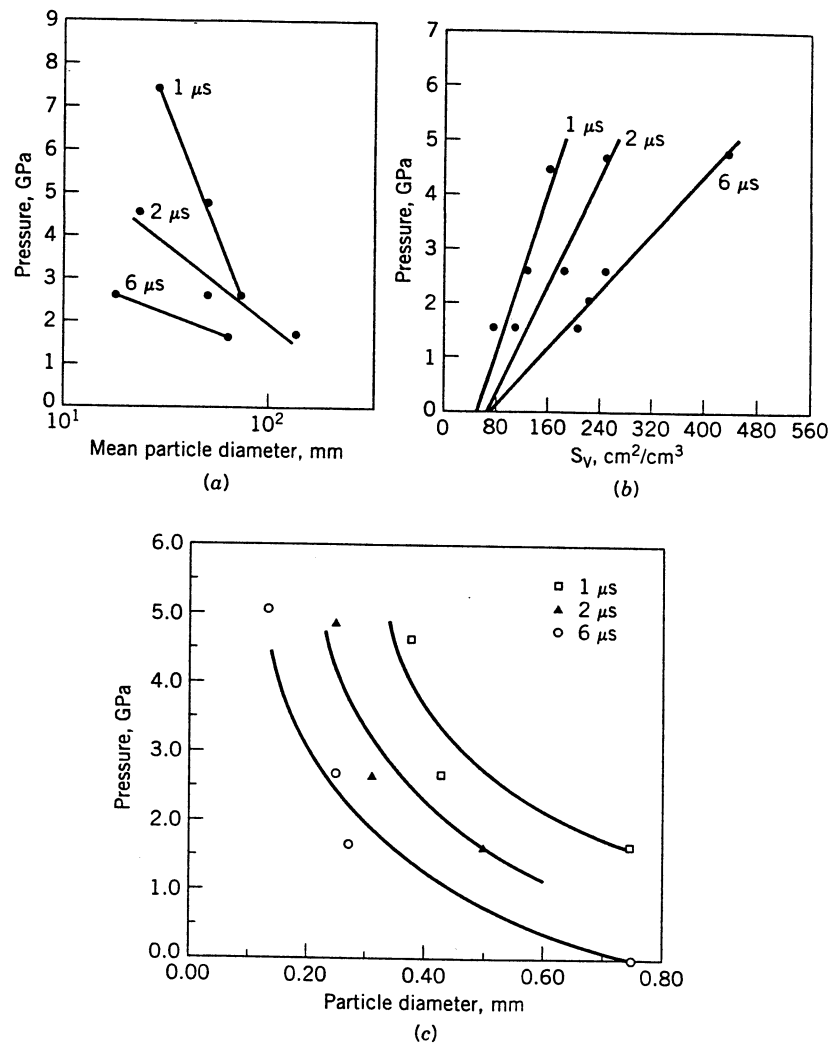 9
8
7
6
5
4
3
2
1
0
Pressure, GPa
1 μs
2 μs
6 μs
10¹
10²
Mean particle diameter, mm
(a)
7
6
5
4
3
2
1
0
Pressure, GPa
1 μs
2 μs
6 μs
0 80 160 240 320 400 480 560
Sᵥ, cm²/cm³
(b)
6.0
5.0
4.0
3.0
2.0
1.0
0.0
Pressure, GPa
1 μs
2 μs
6 μs
0.00 0.20 0.40 0.60 0.80
Particle diameter, mm
(c)